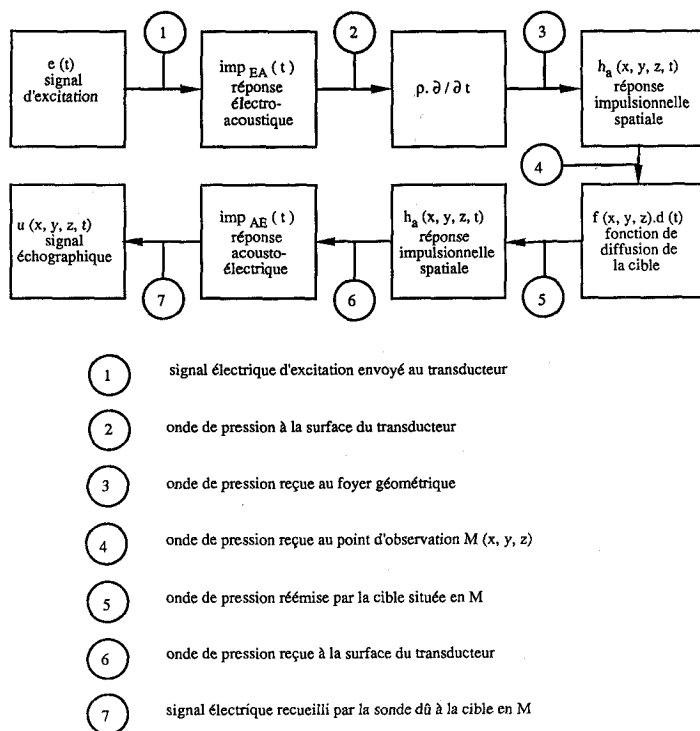 1
2
3
e (t)
signal
d'excitation
imp EA ( t )
réponse
électro-
acoustique
ρ. ∂ / ∂ t
h a ( x, y, z, t )
réponse
impulsionnelle
spatiale
4
u (x, y, z, t)
signal
échographique
imp AE ( t )
réponse
acousto-
électrique
h a ( x, y, z, t )
réponse
impulsionnelle
spatiale
f (x, y, z).d (t)
fonction de
diffusion de
la cible
7
6
5
1 signal électrique d'excitation envoyé au transducteur
2 onde de pression à la surface du transducteur
3 onde de pression reçue au foyer géométrique
4 onde de pression reçue au point d'observation M (x, y, z)
5 onde de pression réémise par la cible située en M
6 onde de pression reçue à la surface du transducteur
7 signal électrique recueilli par la sonde dû à la cible en M